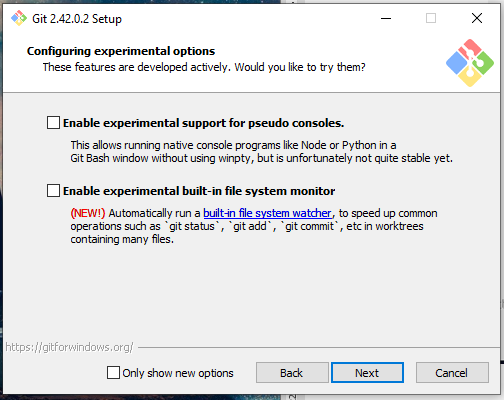 Git 2.42.0.2 Setup
Configuring experimental options
These features are developed actively. Would you like to try them?
Enable experimental support for pseudo consoles.
This allows running native console programs like Node or Python in a
Git Bash window without using winpty, but is unfortunately not quite stable yet.
Enable experimental built-in file system monitor
(NEW!) Automatically run a built-in file system watcher, to speed up common
operations such as `git status`, `git add`, `git commit`, etc in worktrees
containing many files.
https://gitforwindows.org/
Only show new options
Back
Next
Cancel